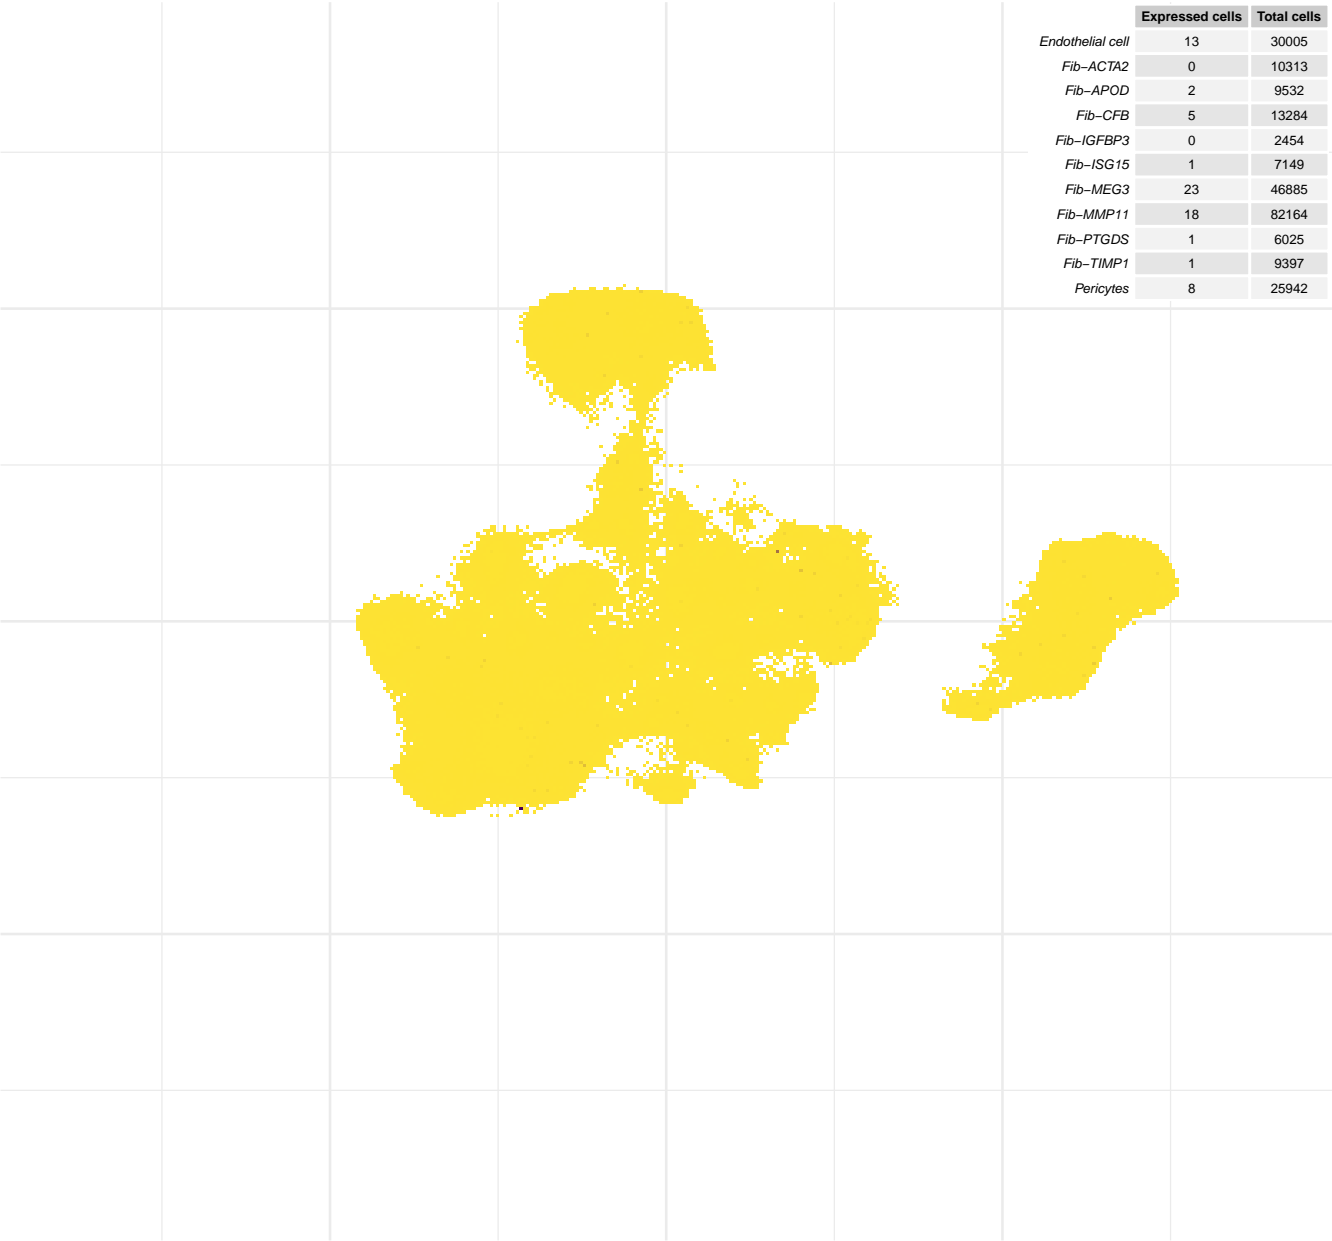 Expressed cells Total cells
Endothelial cell 13 30005
Fib−ACTA2 0 10313
Fib−APOD 2 9532
Fib−CFB 5 13284
Fib−IGFBP3 0 2454
Fib−ISG15 1 7149
Fib−MEG3 23 46885
Fib−MMP11 18 82164
Fib−PTGDS 1 6025
Fib−TIMP1 1 9397
Pericytes 8 25942